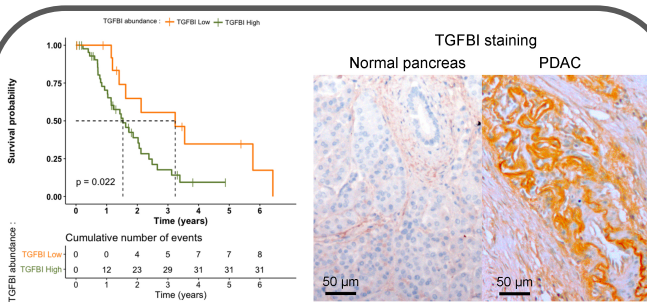 TGFBI abundance : TGFBI Low TGFBI High
Survival probability
1.00
0.75
0.50
0.25
0.00
p = 0.022
0 1 2 3 4 5 6
Time (years)
TGFBI abundance :
Cumulative number of events
TGFBI Low 0 0 4 5 7 7 8
TGFBI High 0 12 23 29 31 31 31
0 1 2 3 4 5 6
Time (years)
TGFBI staining
Normal pancreas PDAC
50 µm 50 µm